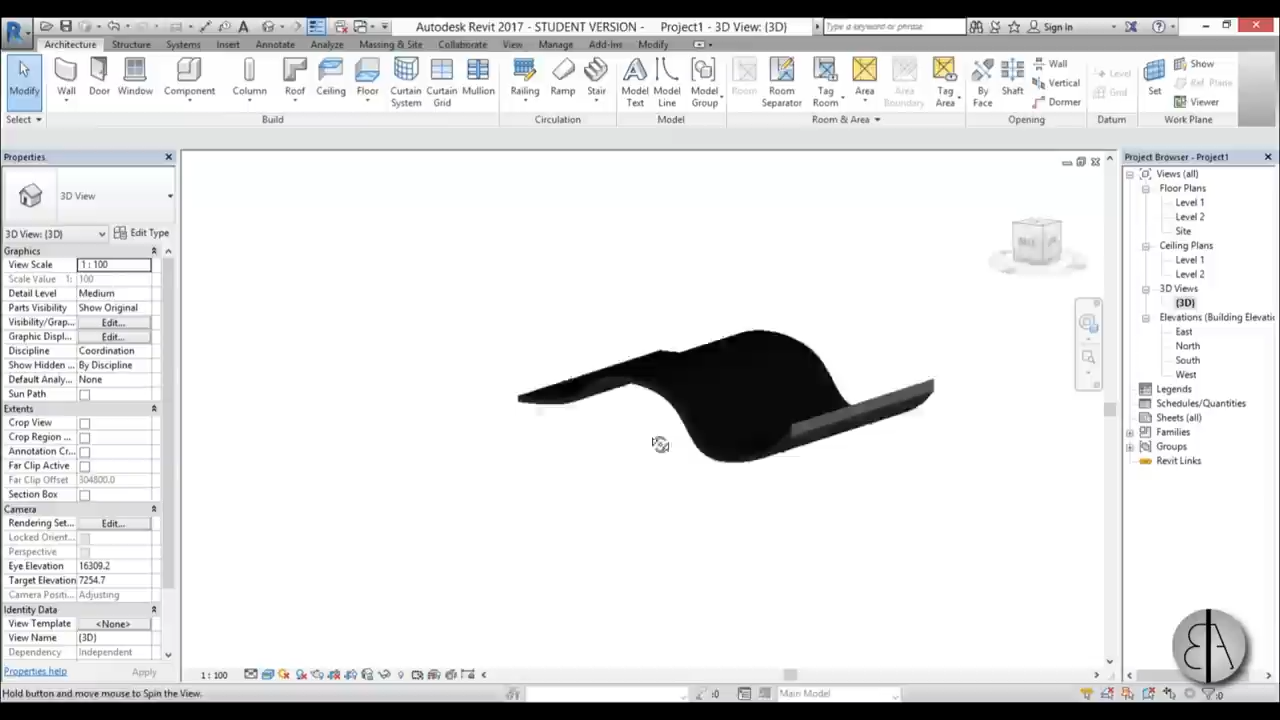 Autodesk Revit 2017 - STUDENT VERSION - Project1 - 3D View: {3D}
Type a keyword or phrase
Sign In
Architecture Structure Systems Insert Annotate Analyze Massing & Site Collaborate View Manage Add-Ins Modify
Modify Wall Door Window Component Column Roof Ceiling Floor Curtain System Curtain Grid Mullion Railing Ramp Stair Model Text Model Line Model Group Room Room Separator Tag Room Area Area Boundary Tag Area By Face Shaft Wall Vertical Dormer Level Grid Set Show Ref Plane Viewer
Select Build Circulation Model Room & Area Opening Datum Work Plane
Properties
3D View
3D View: {3D} Edit Type
Graphics
View Scale 1 : 100
Scale Value 1: 100
Detail Level Medium
Parts Visibility Show Original
Visibility/Grap... Edit...
Graphic Displ... Edit...
Discipline Coordination
Show Hidden ... By Discipline
Default Analy... None
Sun Path
Extents
Crop View
Crop Region ...
Annotation Cr...
Far Clip Active
Far Clip Offset 304800.0
Section Box
Camera
Rendering Set... Edit...
Locked Orient...
Perspective
Eye Elevation 16309.2
Target Elevation 7254.7
Camera Positi... Adjusting
Identity Data
View Template <None>
View Name {3D}
Dependency Independent
Properties help Apply
Project Browser - Project1
Views (all)
Floor Plans
Level 1
Level 2
Site
Ceiling Plans
Level 1
Level 2
3D Views
{3D}
Elevations (Building Elevatio
East
North
South
West
Legends
Schedules/Quantities
Sheets (all)
Families
Groups
Revit Links
1 : 100
Hold button and move mouse to Spin the View.
:0
Main Model
:0